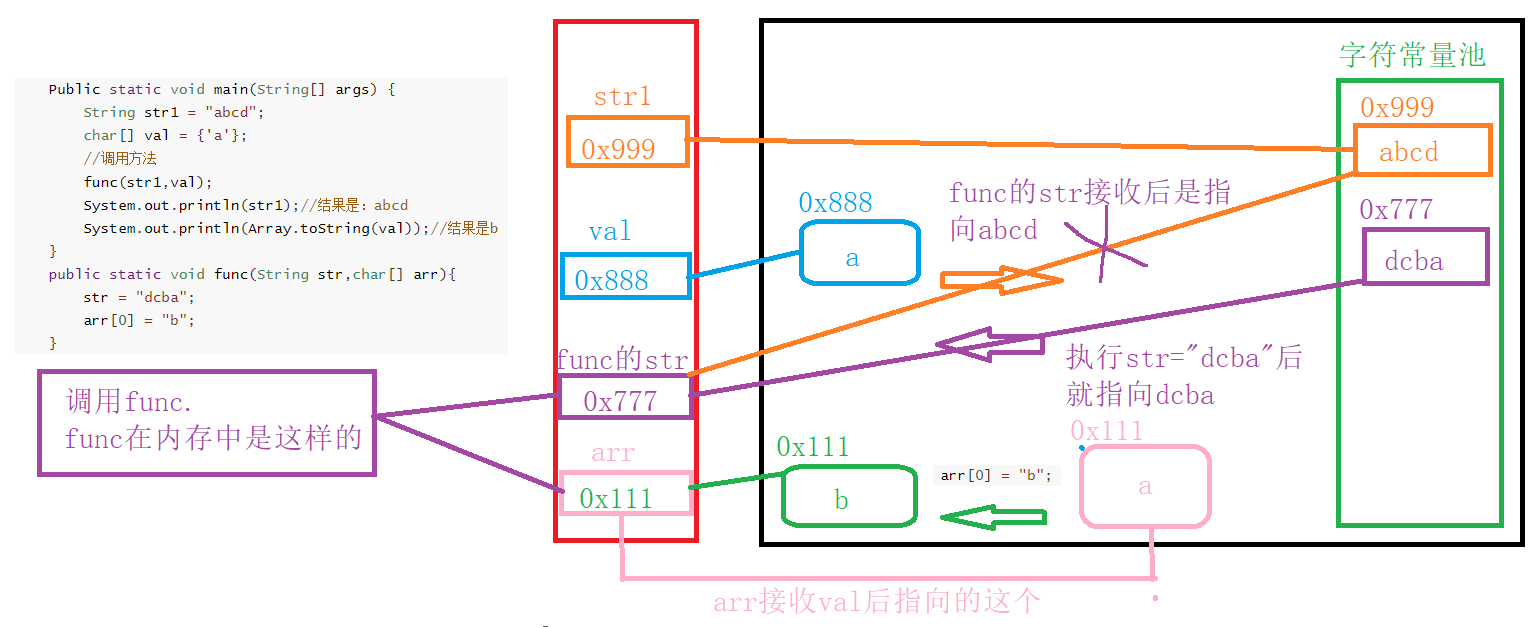 Public static void main(String[] args) {
String str1 = "abcd";
char[] val = {'a'};
//调用方法
func(str1,val);
System.out.println(str1);//结果是：abcd
System.out.println(Array.toString(val));//结果是b
}
public static void func(String str,char[] arr){
str = "dcba";
arr[0] = "b";
}
调用func.
func在内存中是这样的
str1
0x999
val
0x888
func的str
0x777
arr
0x111
0x888
a
func的str接收后是指
向abcd
执行str="dcba"后
就指向dcba
0x111
b
arr[0] = "b";
0x111
a
arr接收val后指向的这个
字符常量池
0x999
abcd
0x777
dcba